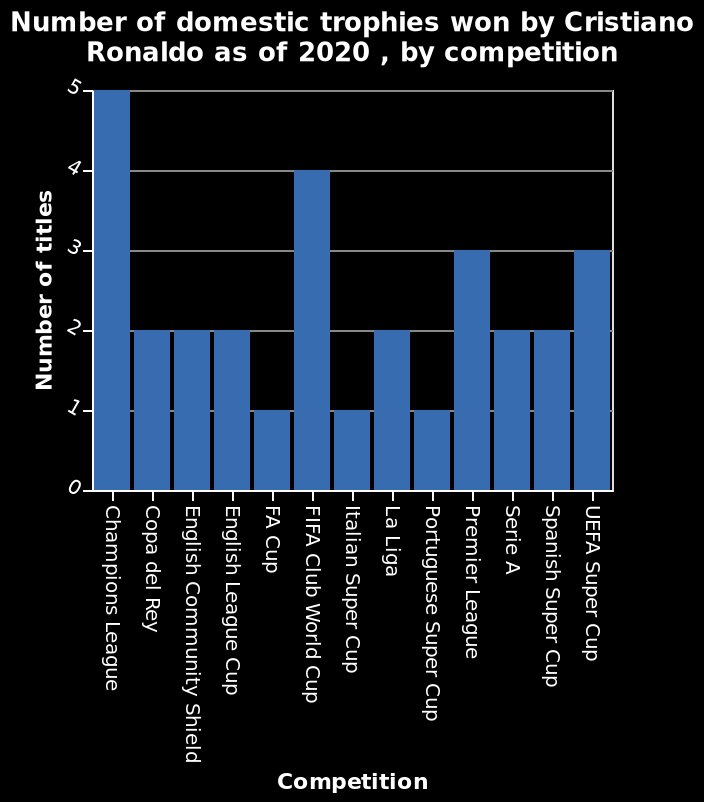 Number of domestic trophies won by Cristiano
Ronaldo as of 2020 , by competition
Number of titles
5
4
3
2
1
0
Champions League
Copa del Rey
English Community Shield
English League Cup
FA Cup
FIFA Club World Cup
Italian Super Cup
La Liga
Portuguese Super Cup
Premier League
Serie A
Spanish Super Cup
UEFA Super Cup
Competition